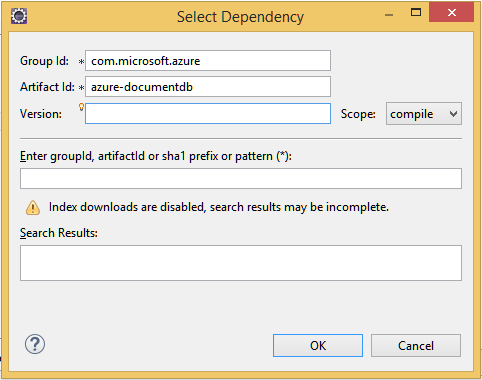 Select Dependency
Group Id: * com.microsoft.azure
Artifact Id: * azure-documentdb
Version: Scope: compile
Enter groupId, artifactId or sha1 prefix or pattern (*):
Index downloads are disabled, search results may be incomplete.
Search Results:
? OK Cancel